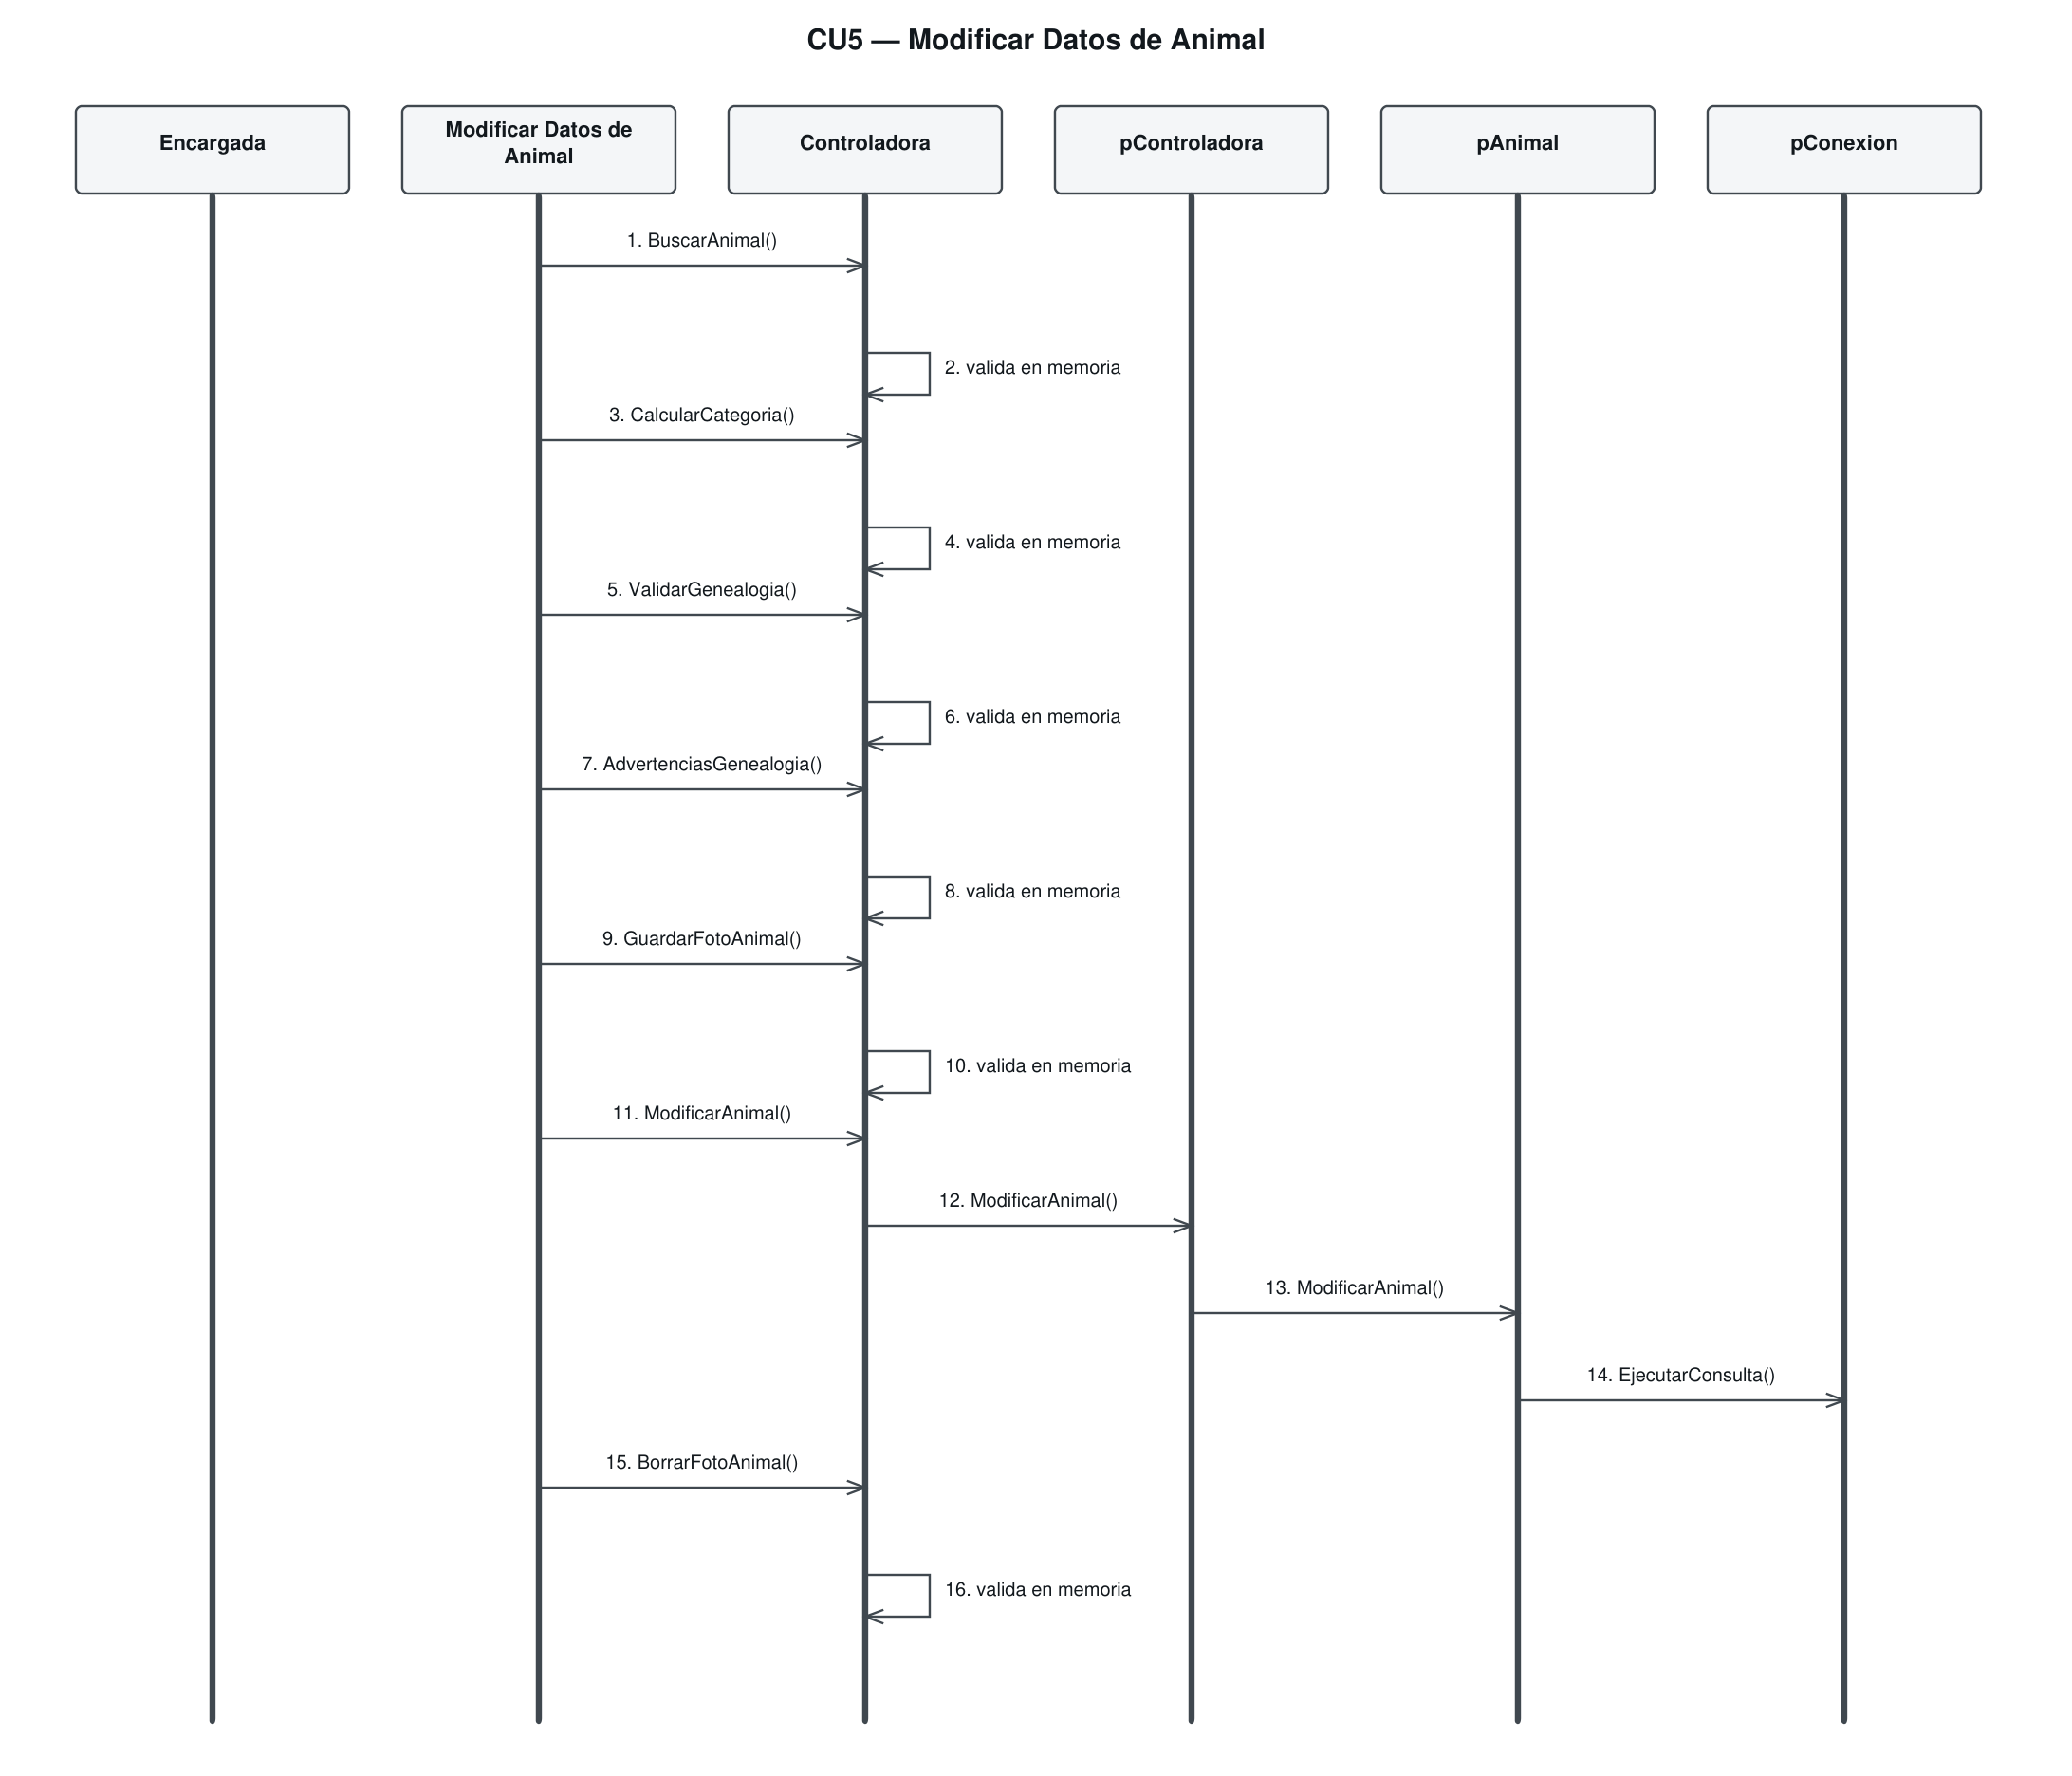 CU5 — Modificar Datos de Animal
Encargada
Modificar Datos de
Animal
Controladora
pControladora
pAnimal
pConexion
1. BuscarAnimal()
2. valida en memoria
3. CalcularCategoria()
4. valida en memoria
5. ValidarGenealogia()
6. valida en memoria
7. AdvertenciasGenealogia()
8. valida en memoria
9. GuardarFotoAnimal()
10. valida en memoria
11. ModificarAnimal()
12. ModificarAnimal()
13. ModificarAnimal()
14. EjecutarConsulta()
15. BorrarFotoAnimal()
16. valida en memoria